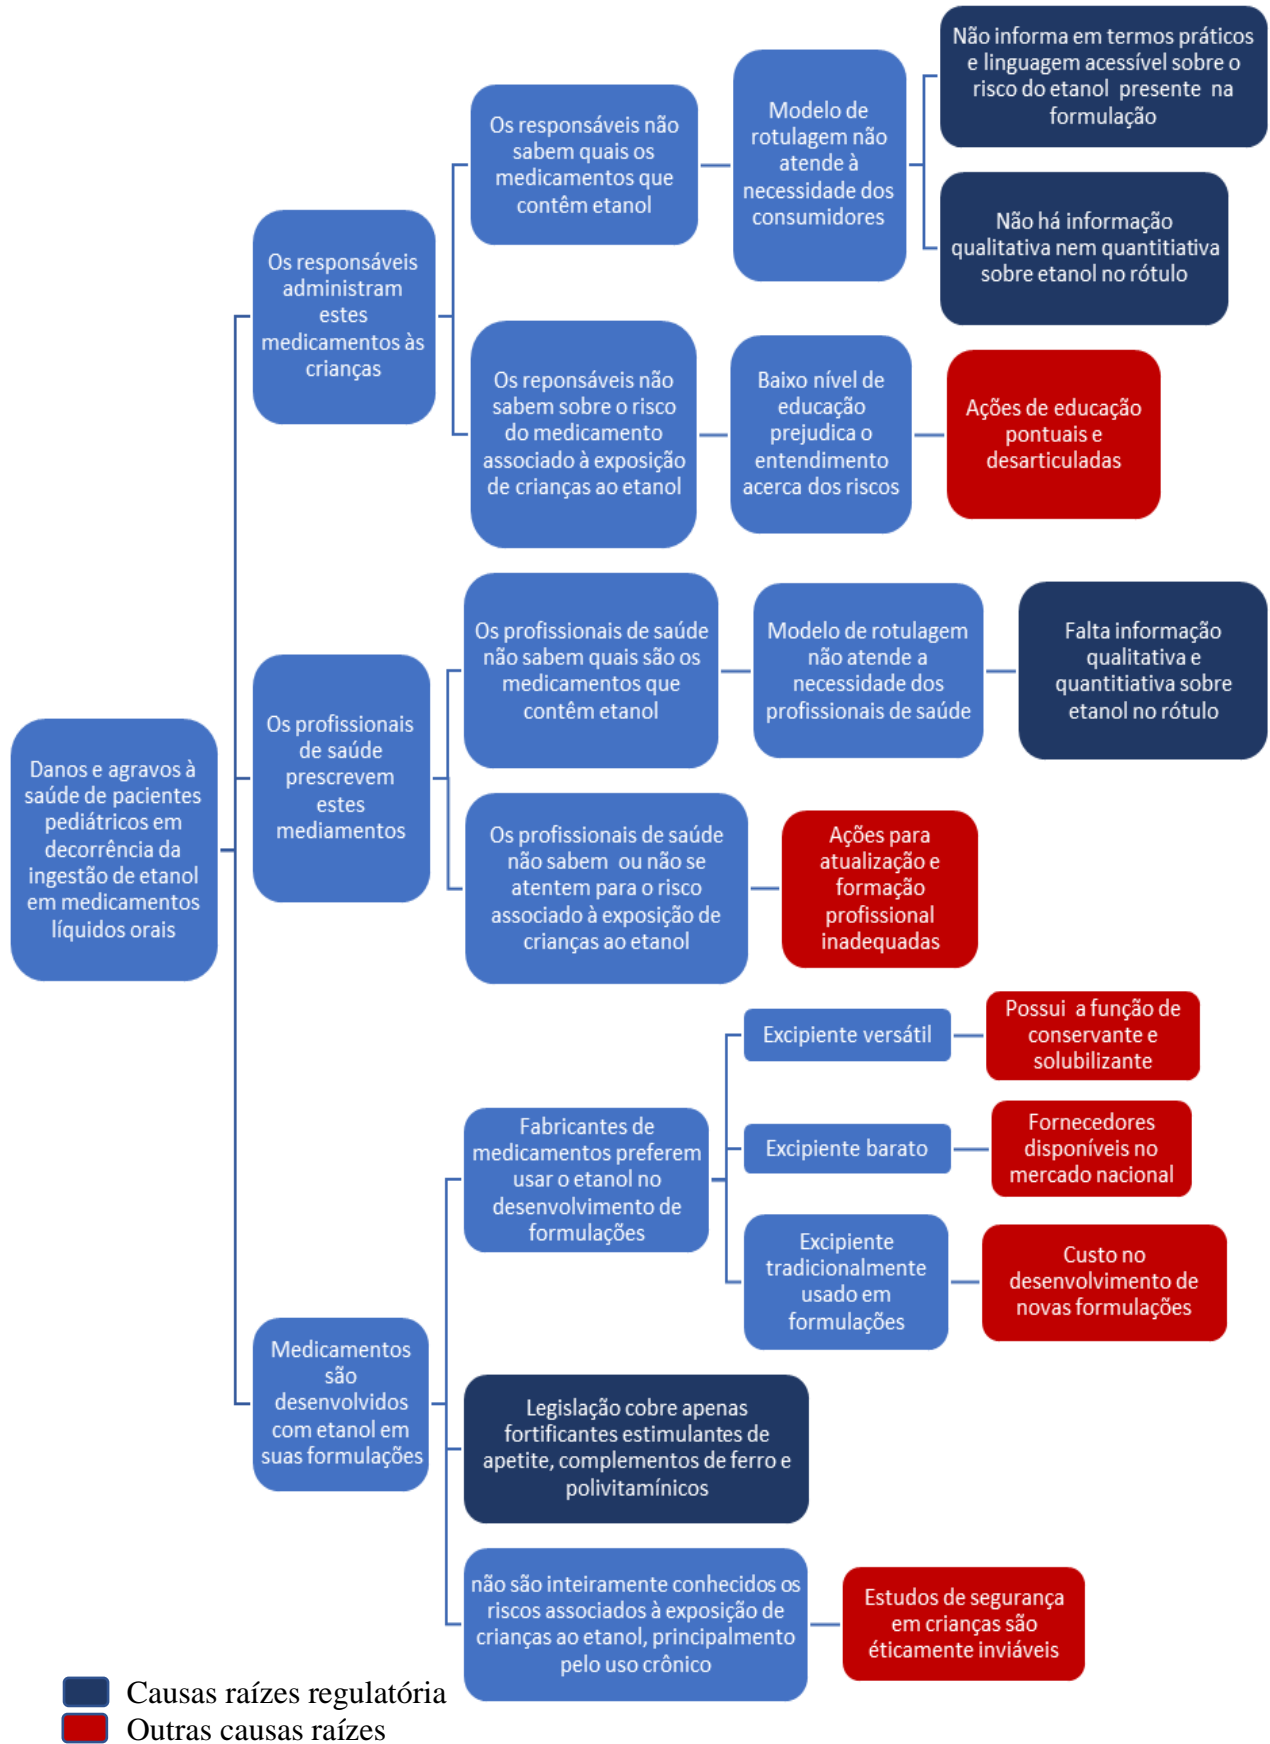 Não informa em termos práticos
e linguagem acessível sobre o
risco do etanol presente na
formulação
Os responsáveis não
sabem quais os
medicamentos que
contêm etanol
Modelo de
rotulagem não
atende à
necessidade dos
consumidores
Não há informação
qualitativa nem quantitiativa
sobre etanol no rótulo
Os responsáveis
administram
estes
medicamentos às
crianças
Os reponsáveis não
sabem sobre o risco
do medicamento
associado à exposição
de crianças ao etanol
Baixo nível de
educação
prejudica o
entendimento
acerca dos riscos
Ações de educação
pontuais e
desarticuladas
Os profissionais de saúde
não sabem quais são os
medicamentos que
contêm etanol
Modelo de rotulagem
não atende a
necessidade dos
profissionais de saúde
Falta informação
qualitativa e
quantitiativa sobre
etanol no rótulo
Os profissionais
de saúde
prescrevem
estes
mediamentos
Danos e agravos à
saúde de pacientes
pediátricos em
decorrência da
ingestão de etanol
em medicamentos
líquidos orais
Os profissionais de saúde
não sabem ou não se
atentem para o risco
associado à exposição de
crianças ao etanol
Ações para
atualização e
formação
profissional
inadequadas
Excipiente versátil
Possui a função de
conservante e
solubilizante
Fabricantes de
medicamentos preferem
usar o etanol no
desenvolvimento de
formulações
Excipiente barato
Fornecedores
disponíveis no
mercado nacional
Excipiente
tradicionalmente
usado em
formulações
Custo no
desenvolvimento de
novas formulações
Medicamentos
são
desenvolvidos
com etanol em
suas formulações
Legislação cobre apenas
fortificantes estimulantes de
apetite, complementos de ferro e
polivitamínicos
não são inteiramente conhecidos os
riscos associados à exposição de
crianças ao etanol, principalmento
pelo uso crônico
Estudos de segurança
em crianças são
éticamente inviáveis
Causas raízes regulatória
Outras causas raízes